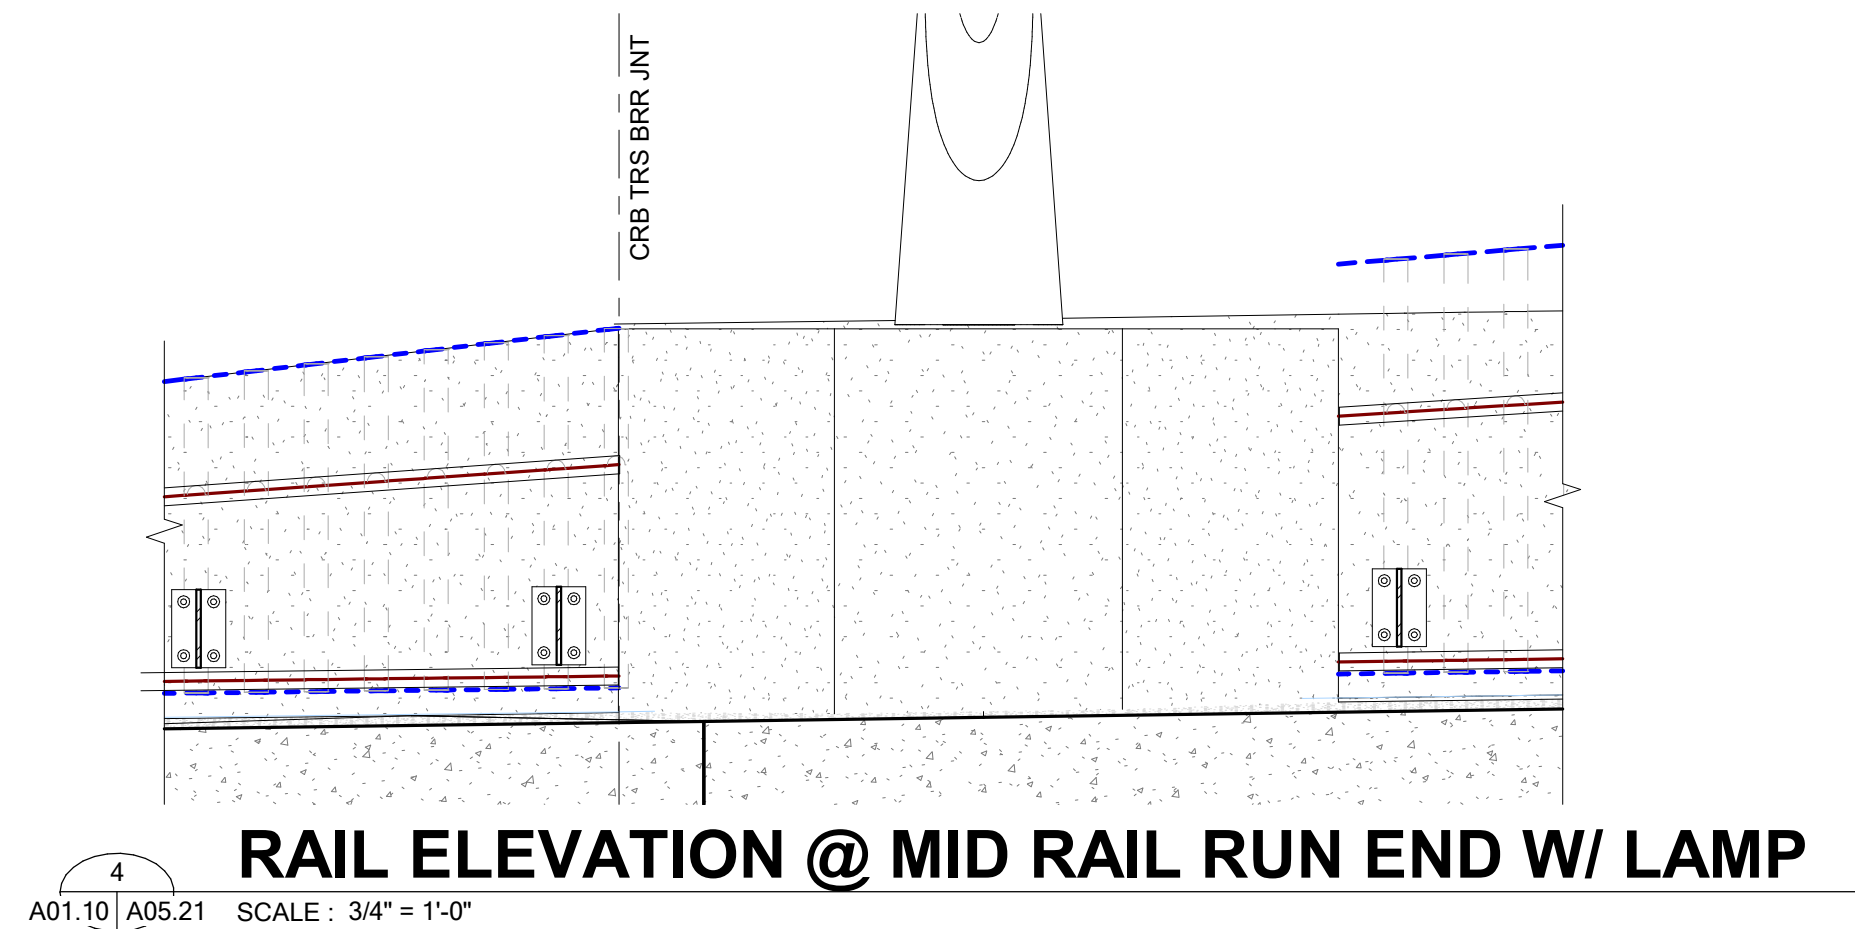 CRB TRS BRR JNT
RAIL ELEVATION @ MID RAIL RUN END W/ LAMP
4
A01.10 A05.21 SCALE : 3/4" = 1'-0"